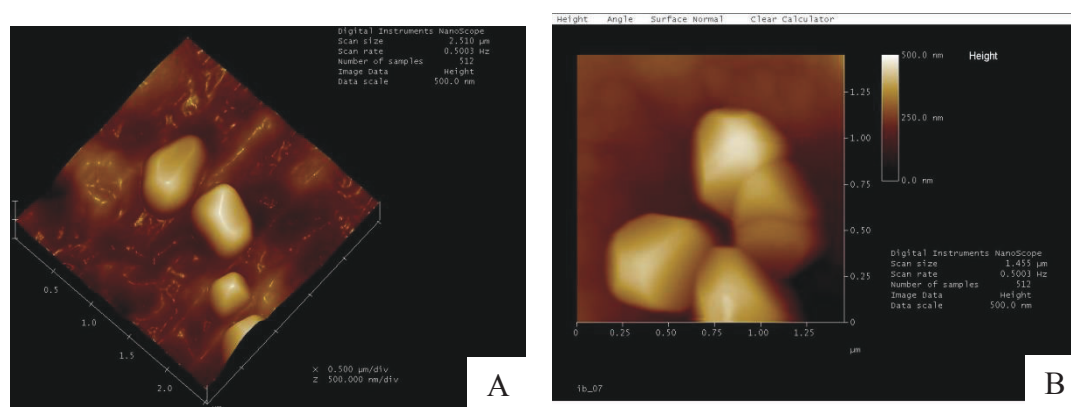 Digital Instruments NanoScope
Scan size 2.510 µm
Scan rate 0.5003 Hz
Number of samples 512
Image Data Height
Data scale 500.0 nm
0.5
1.0
1.5
2.0
X 0.500 µm/div
Z 500.000 nm/div
A
Height Angle Surface Normal Clear Calculator
500.0 nm
Height
250.0 nm
0.0 nm
1.25
1.00
0.75
0.50
0.25
0
0 0.25 0.50 0.75 1.00 1.25
µm
Digital Instruments NanoScope
Scan size 1.455 µm
Scan rate 0.5003 Hz
Number of samples 512
Image Data Height
Data scale 500.0 nm
ib_07
B